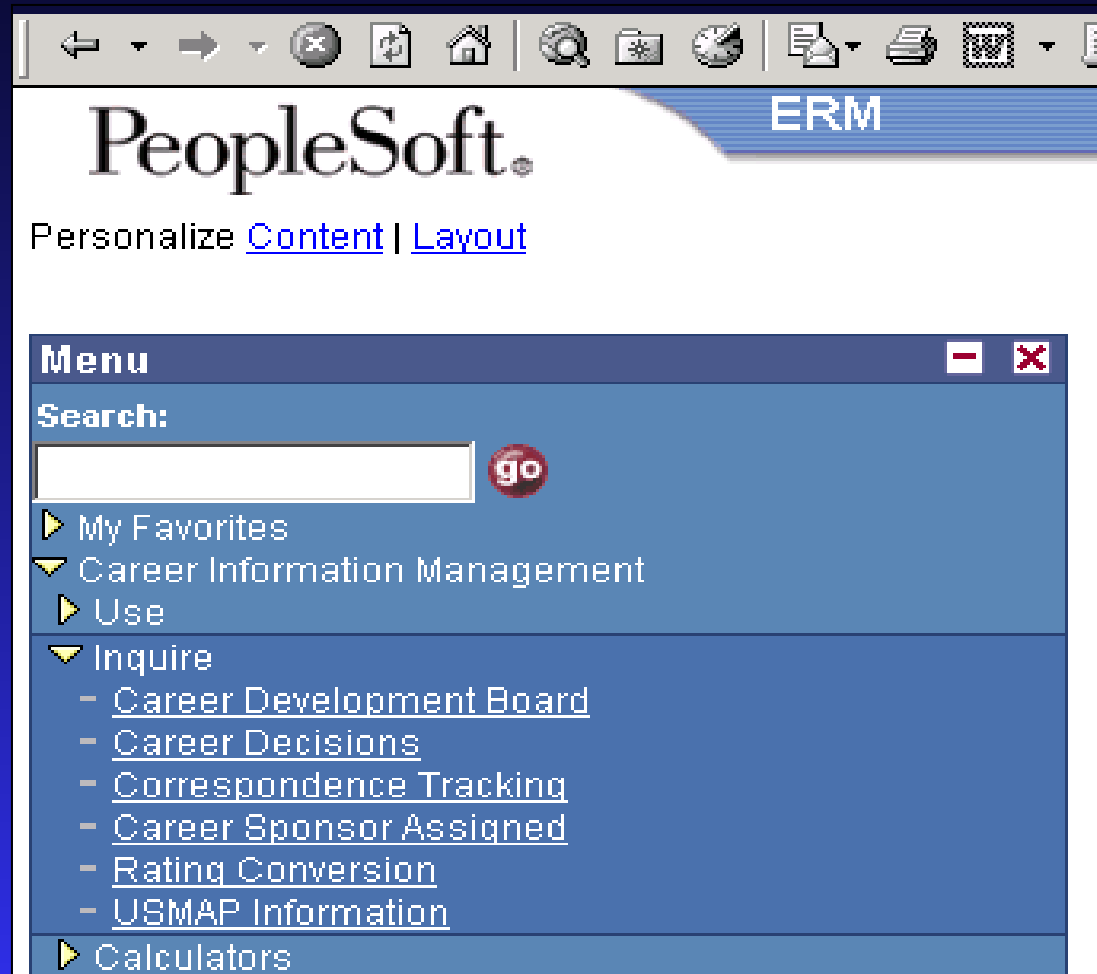 PeopleSoft®
ERM
Personalize Content | Layout
Menu
Search:
go
My Favorites
Career Information Management
Use
Inquire
- Career Development Board
- Career Decisions
- Correspondence Tracking
- Career Sponsor Assigned
- Rating Conversion
- USMAP Information
Calculators